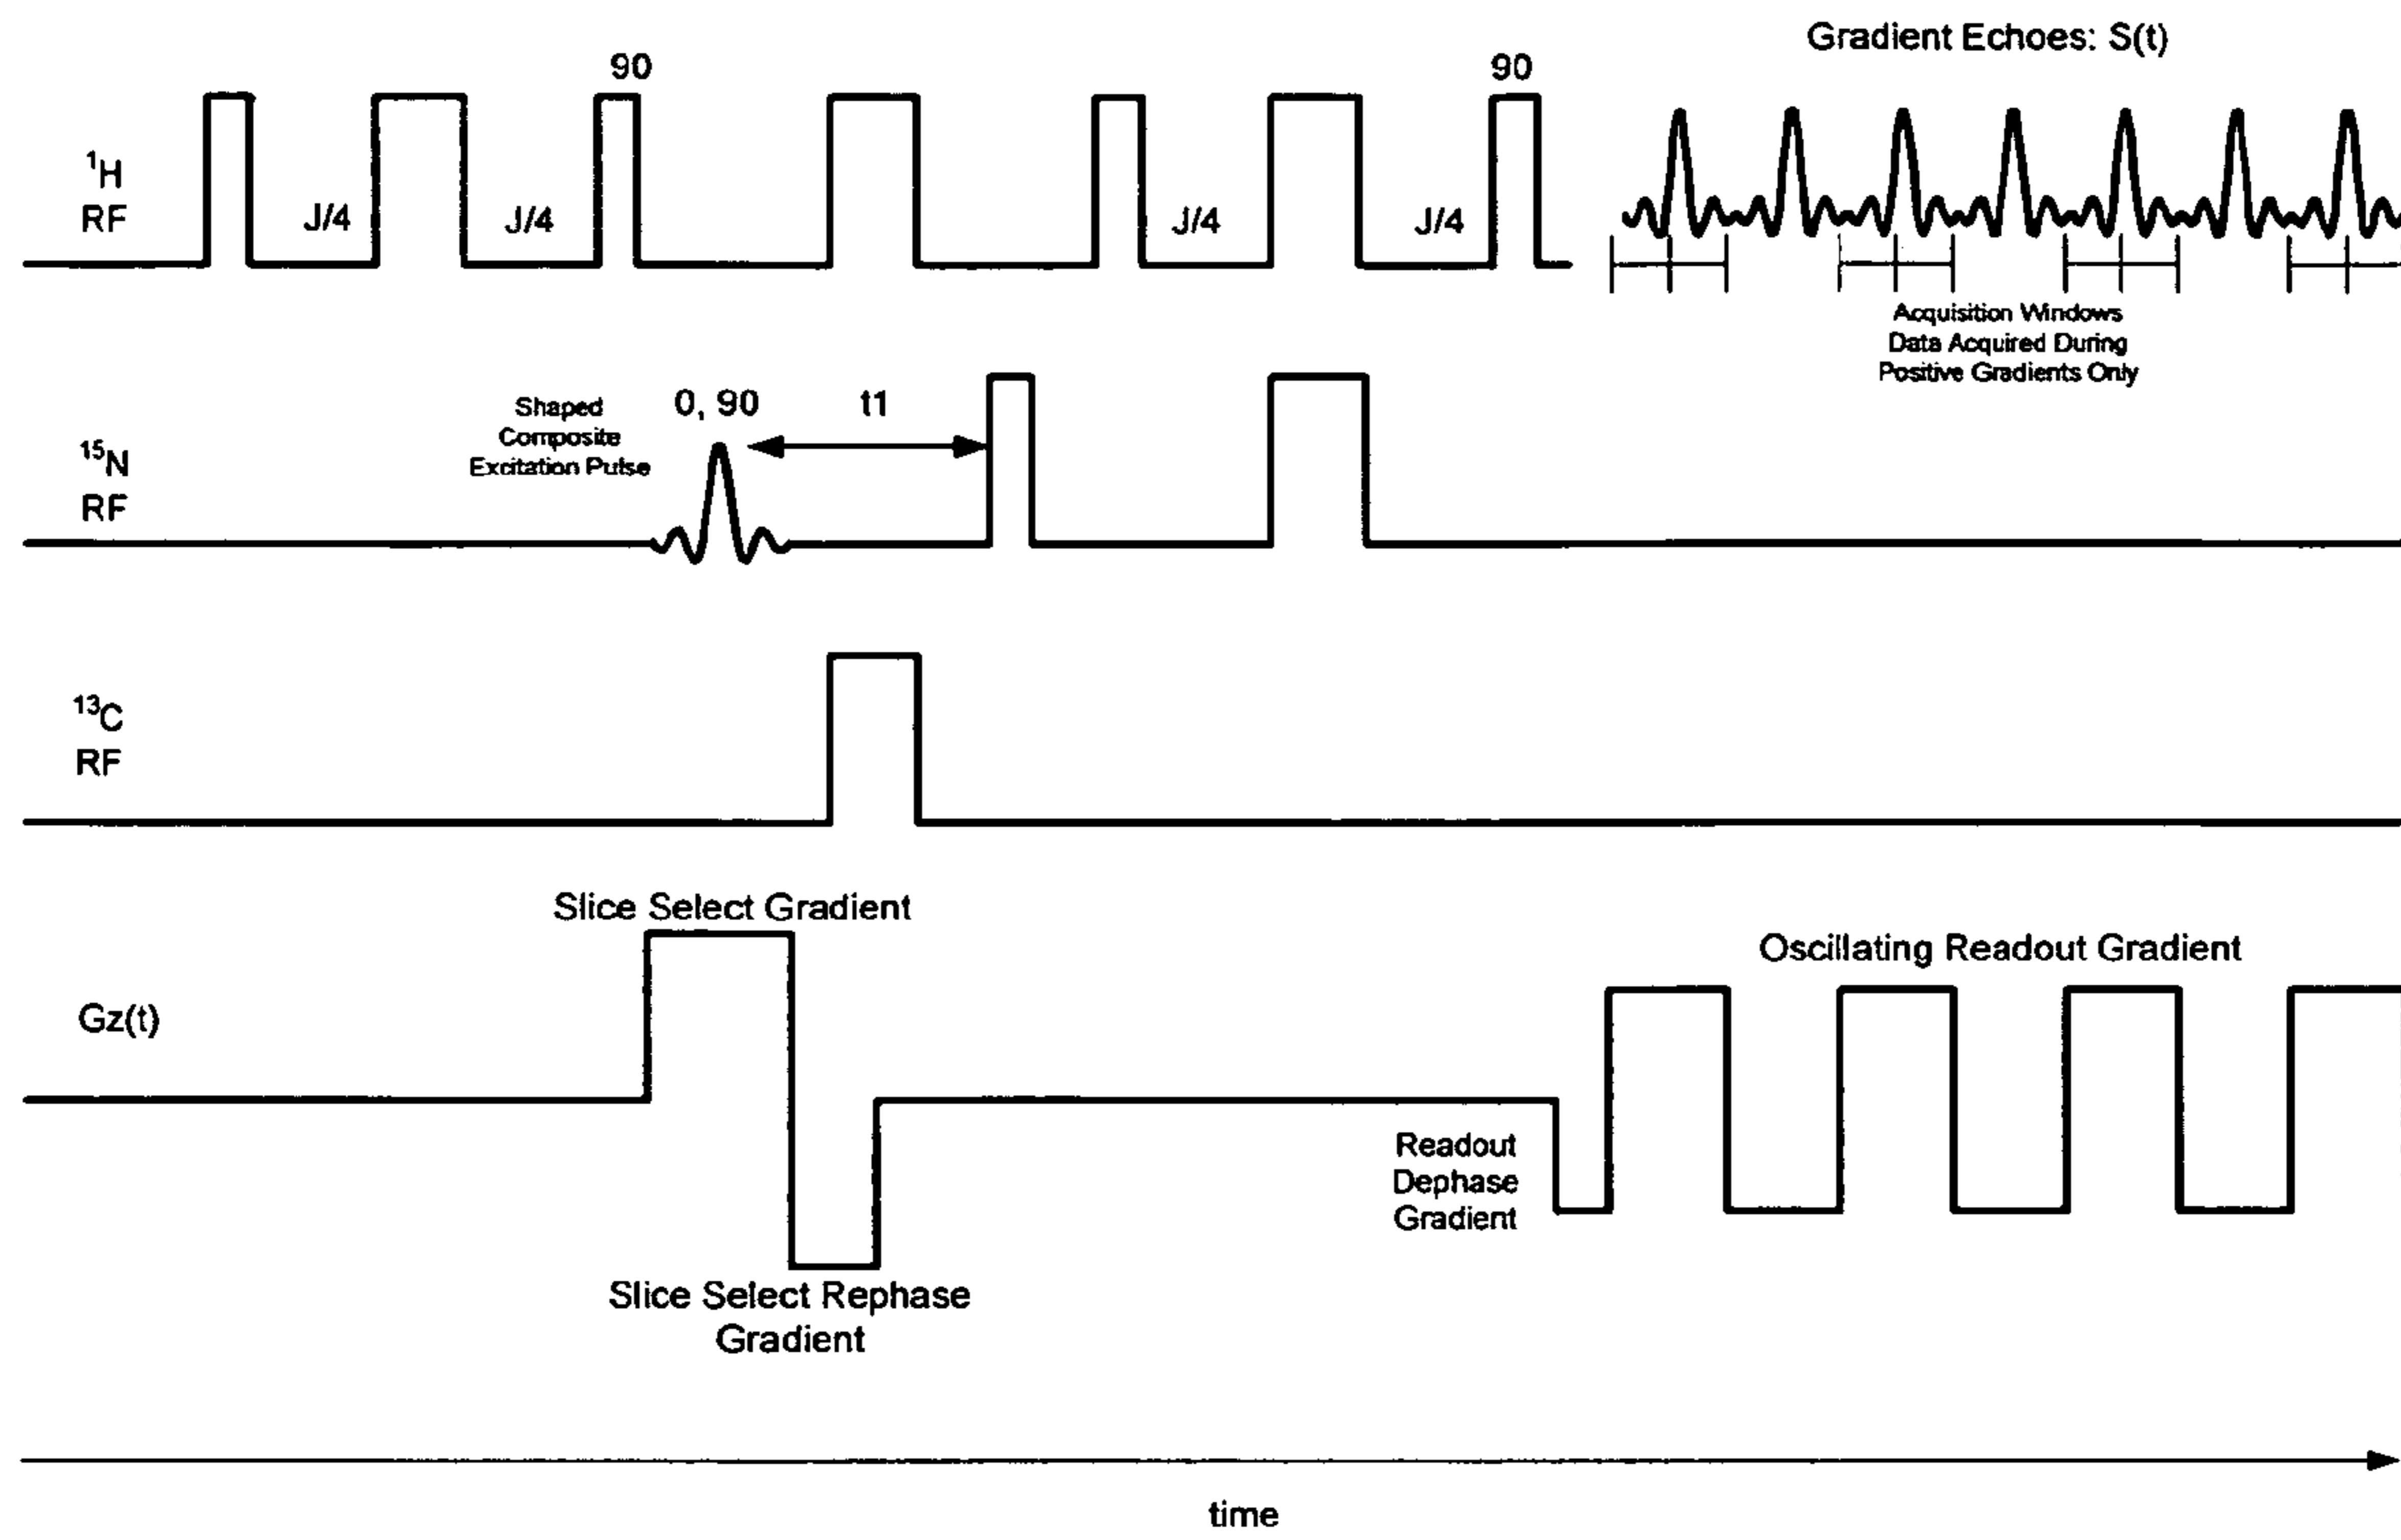 Gradient Echoes: S(t)
90
90
¹H
RF
J/4
J/4
J/4
J/4
Acquisition Windows
Data Acquired During
Positive Gradients Only
Shaped
Composite
Excitation Pulse
0, 90
t1
¹⁵N
RF
¹³C
RF
Slice Select Gradient
Oscillating Readout Gradient
Gz(t)
Readout
Dephase
Gradient
Slice Select Rephase
Gradient
time